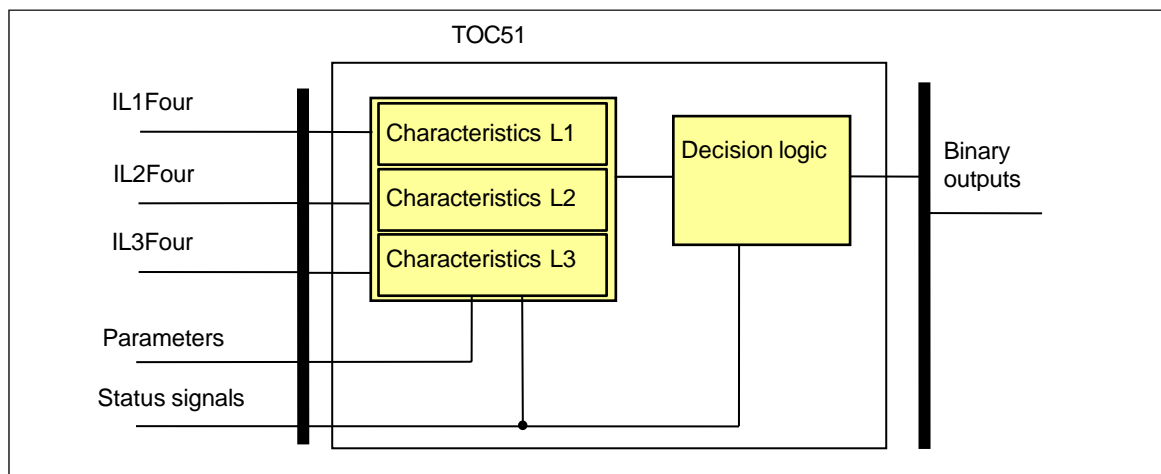 TOC51
IL1Four
Characteristics L1
Decision logic
Binary
outputs
IL2Four
Characteristics L2
IL3Four
Characteristics L3
Parameters
Status signals